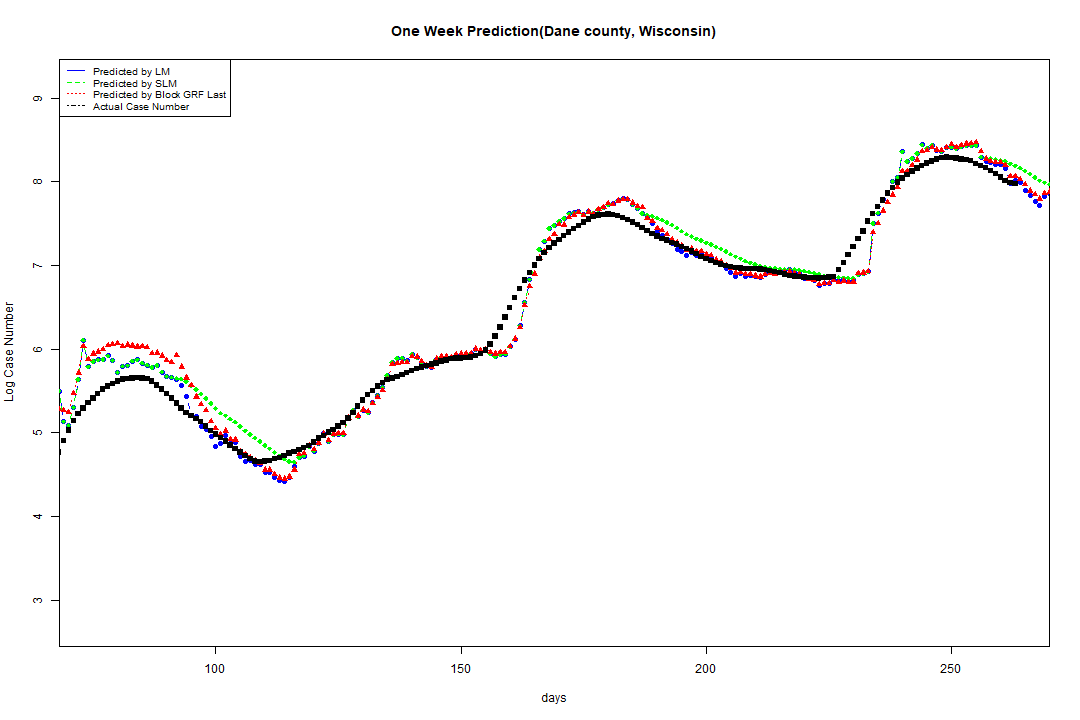 One Week Prediction(Dane county, Wisconsin)
Predicted by LM
Predicted by SLM
Predicted by Block GRF Last
Actual Case Number
Log Case Number
9
8
7
6
5
4
3
100 150 200 250
days